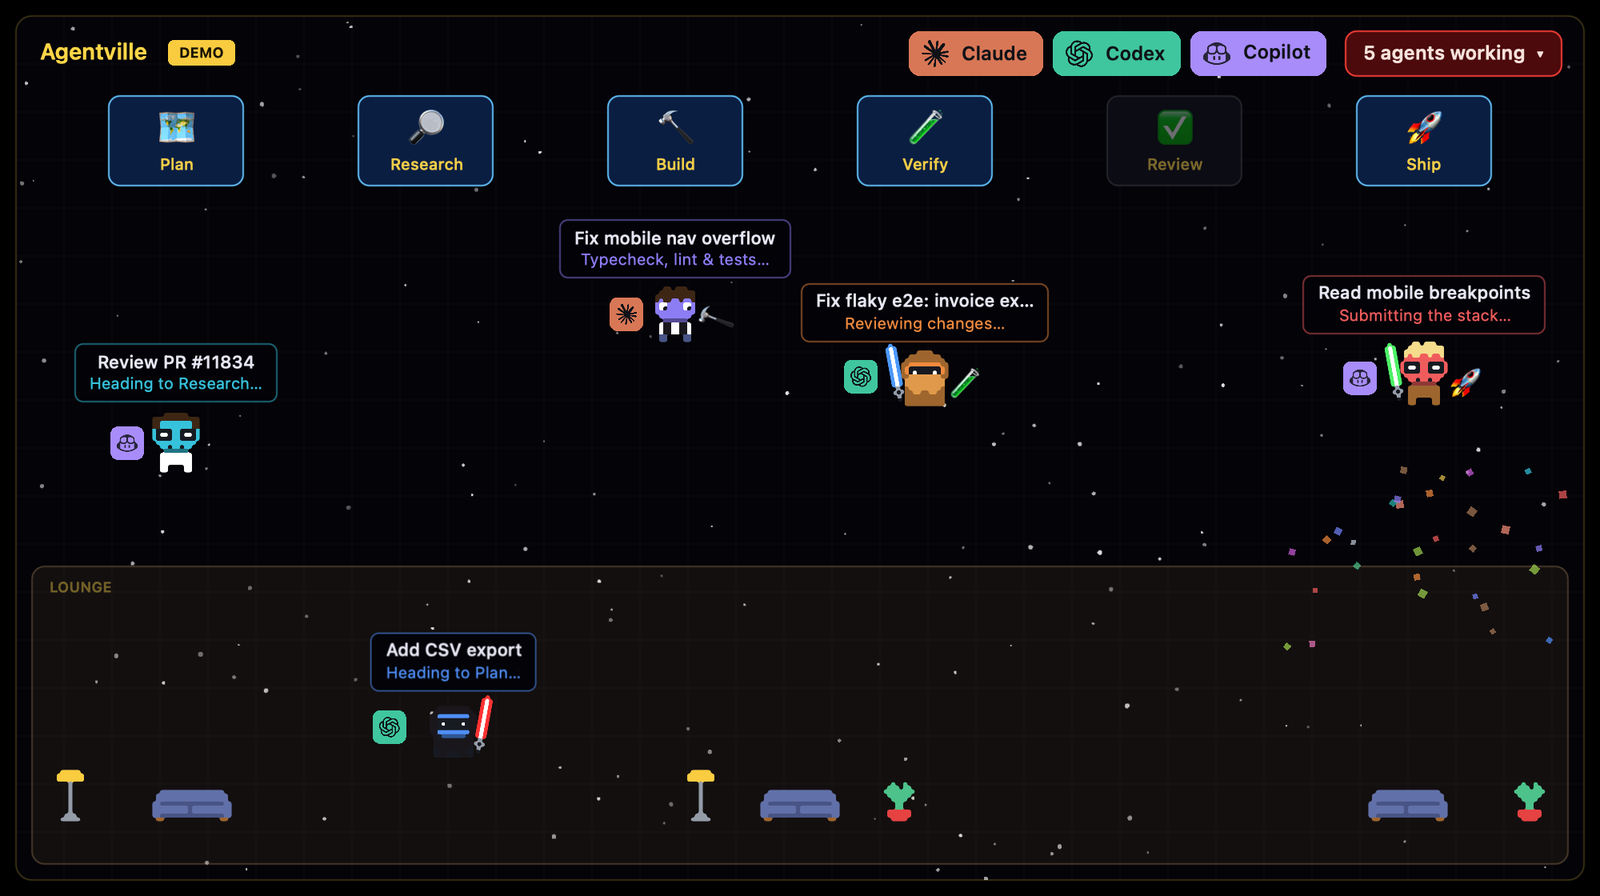 Agentville
DEMO
Claude
Codex
Copilot
5 agents working ▾
Plan
Research
Build
Verify
Review
Ship
Fix mobile nav overflow
Typecheck, lint & tests...
Fix flaky e2e: invoice ex...
Reviewing changes...
Read mobile breakpoints
Submitting the stack...
Review PR #11834
Heading to Research...
LOUNGE
Add CSV export
Heading to Plan...